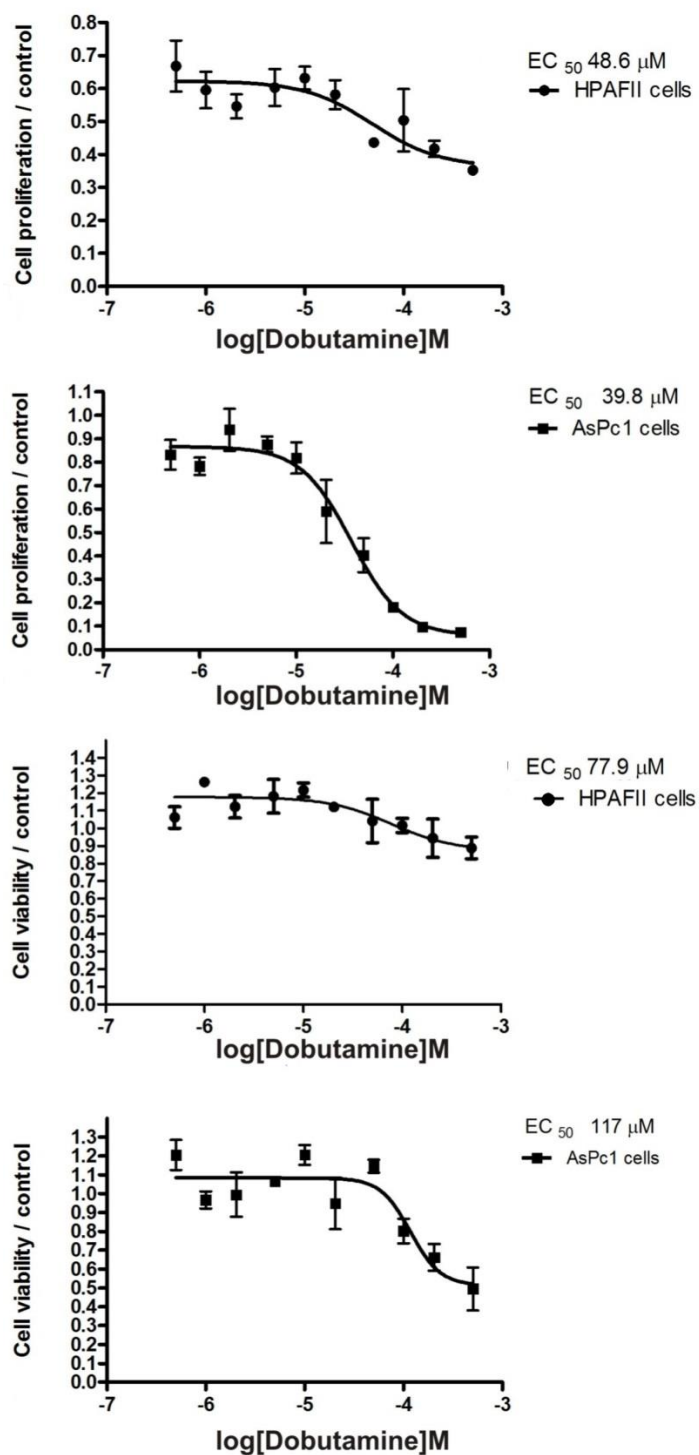 Cell proliferation / control
0.8
0.7
0.6
0.5
0.4
0.3
0.2
0.1
0.0
-7 -6 -5 -4 -3
log[Dobutamine]M
EC 50 48.6 µM
HPAFII cells
Cell proliferation / control
1.1
1.0
0.9
0.8
0.7
0.6
0.5
0.4
0.3
0.2
0.1
0.0
-7 -6 -5 -4 -3
log[Dobutamine]M
EC 50 39.8 µM
AsPc1 cells
Cell viability / control
1.4
1.3
1.2
1.1
1.0
0.9
0.8
0.7
0.6
0.5
0.4
0.3
0.2
0.1
0.0
-7 -6 -5 -4 -3
log[Dobutamine]M
EC 50 77.9 µM
HPAFII cells
Cell viability / control
1.3
1.2
1.1
1.0
0.9
0.8
0.7
0.6
0.5
0.4
0.3
0.2
0.1
0.0
-7 -6 -5 -4 -3
log[Dobutamine]M
EC 50 117 µM
AsPc1 cells